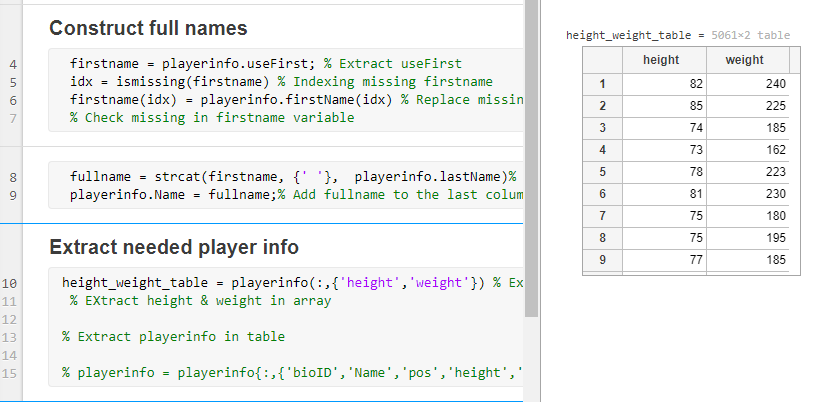 Construct full names
4 firstname = playerinfo.useFirst; % Extract useFirst
5 idx = ismissing(firstname) % Indexing missing firstname
6 firstname(idx) = playerinfo.firstName(idx) % Replace missin
7 % Check missing in firstname variable
8 fullname = strcat(firstname, {' '},  playerinfo.lastName)%
9 playerinfo.Name = fullname;% Add fullname to the last colum
Extract needed player info
10 height_weight_table = playerinfo(:,{'height','weight'}) % Ex
11 % EXtract height & weight in array
12
13 % Extract playerinfo in table
14
15 % playerinfo = playerinfo{:,{'bioID','Name','pos','height','
height_weight_table = 5061×2 table
height weight
1 82 240
2 85 225
3 74 185
4 73 162
5 78 223
6 81 230
7 75 180
8 75 195
9 77 185